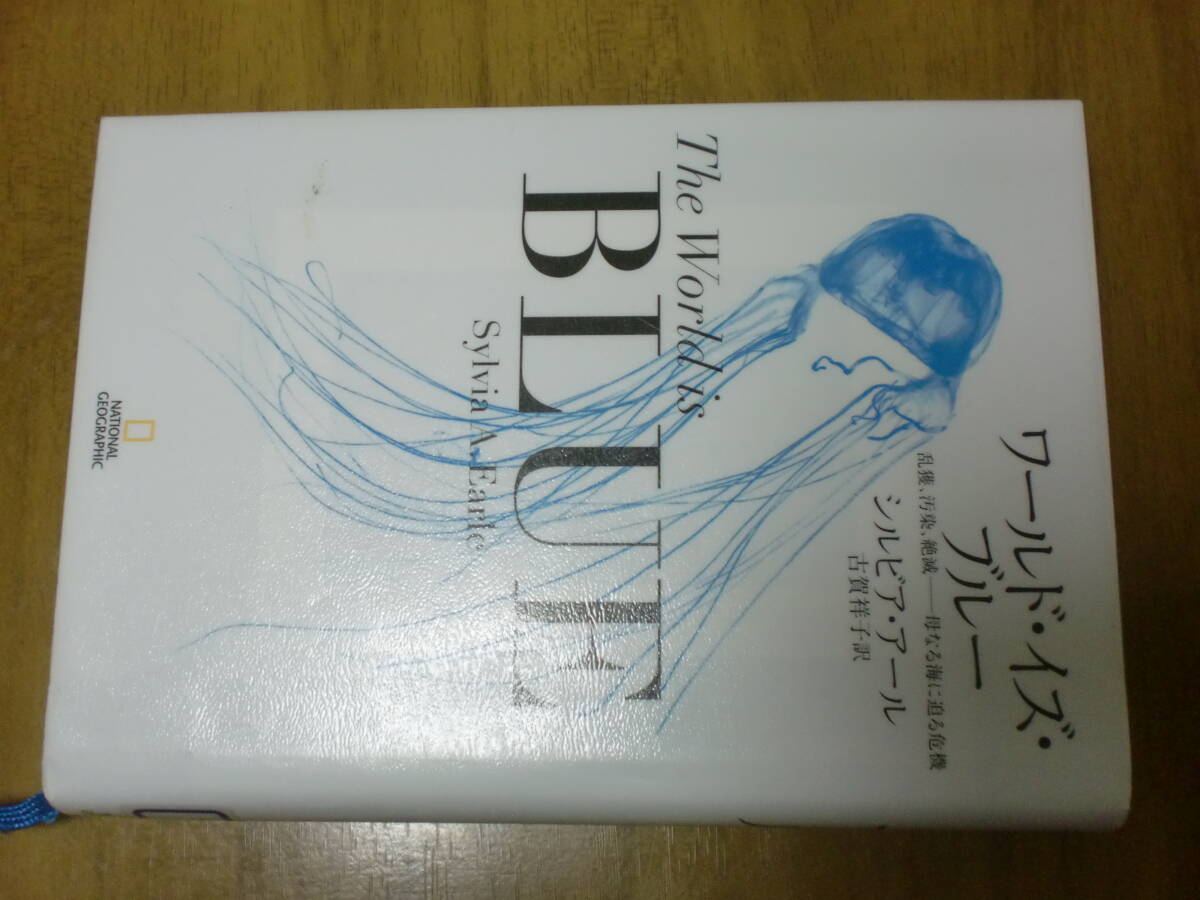 ワールド・イズ・
ブルー
乱獲、汚染、絶滅――母なる海に迫る危機
シルビア・アール
古賀祥子訳
The World is
BLUE
Sylvia A. Earle
NATIONAL
GEOGRAPHIC